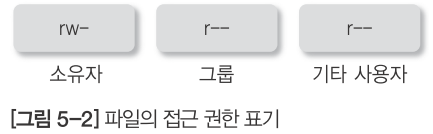 rw- r-- r--
소유자 그룹 기타 사용자
[그림 5-2] 파일의 접근 권한 표기